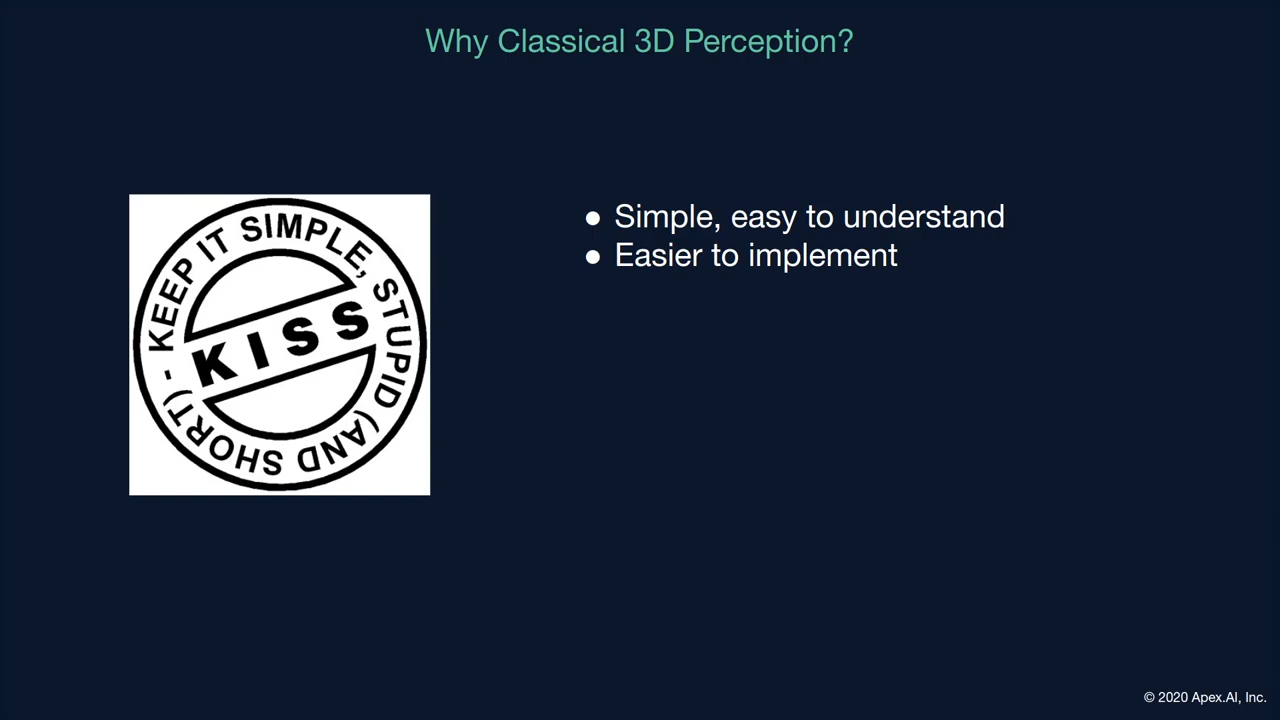 Why Classical 3D Perception?
KEEP IT SIMPLE, STUPID (AND SHORT) -
KISS
● Simple, easy to understand
● Easier to implement
© 2020 Apex.AI, Inc.